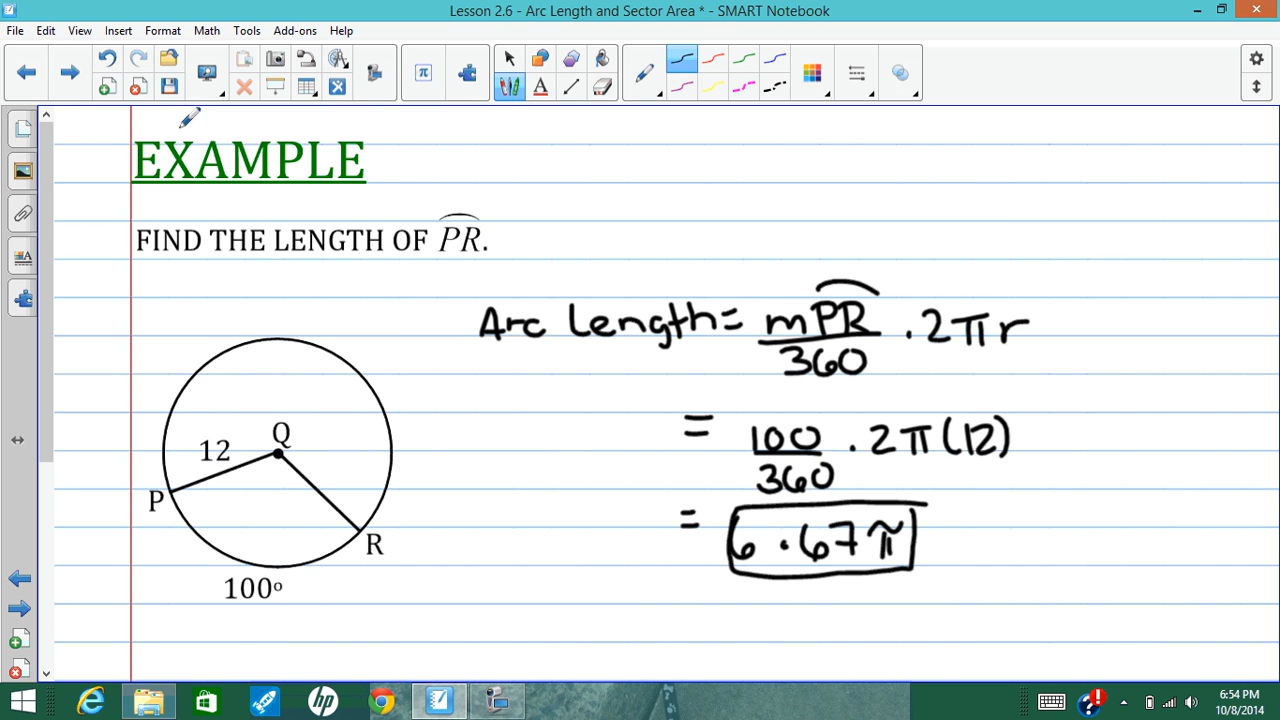 Lesson 2.6 - Arc Length and Sector Area * - SMART Notebook
File Edit View Insert Format Math Tools Add-ons Help
EXAMPLE
FIND THE LENGTH OF PR.
Arc Length = mPR/360 · 2πr
= 100/360 · 2π(12)
= 6.67π
Q
12
P
R
100°
hp
6:54 PM
10/8/2014